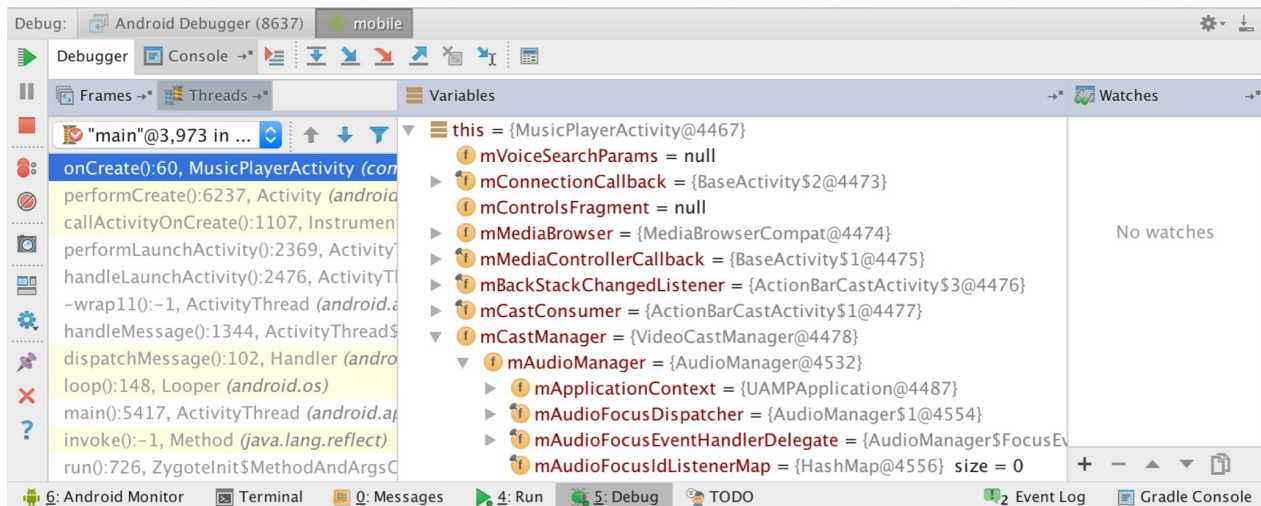 Debug: Android Debugger (8637) mobile
Debugger Console
Frames Threads
Variables
Watches
"main"@3,973 in ...
onCreate():60, MusicPlayerActivity (con
performCreate():6237, Activity (android
callActivityOnCreate():1107, Instrumen
performLaunchActivity():2369, ActivityT
handleLaunchActivity():2476, ActivityTh
-wrap11():-1, ActivityThread (android.a
handleMessage():1344, ActivityThread$
dispatchMessage():102, Handler (andro
loop():148, Looper (android.os)
main():5417, ActivityThread (android.ap
invoke():-1, Method (java.lang.reflect)
run():726, ZygoteInit$MethodAndArgsC
this = {MusicPlayerActivity@4467}
mVoiceSearchParams = null
mConnectionCallback = {BaseActivity$2@4473}
mControlsFragment = null
mMediaBrowser = {MediaBrowserCompat@4474}
mMediaControllerCallback = {BaseActivity$1@4475}
mBackStackChangedListener = {ActionBarCastActivity$3@4476}
mCastConsumer = {ActionBarCastActivity$1@4477}
mCastManager = {VideoCastManager@4478}
mAudioManager = {AudioManager@4532}
mApplicationContext = {UAMPApplication@4487}
mAudioFocusDispatcher = {AudioManager$1@4554}
mAudioFocusEventHandlerDelegate = {AudioManager$FocusEv
mAudioFocusIdListenerMap = {HashMap@4556} size = 0
No watches
6: Android Monitor Terminal 0: Messages 4: Run 5: Debug TODO 2 Event Log Gradle Console